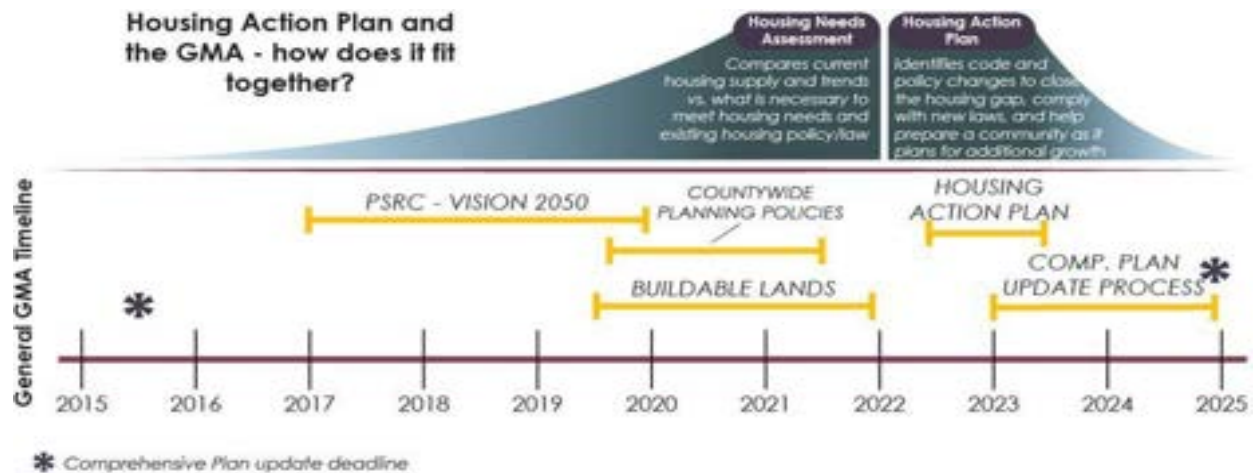 Housing Action Plan and
the GMA - how does it fit
together?
Housing Needs
Assessment
Compares current
housing supply and trends
vs. what is necessary to
meet housing needs and
existing housing policy/law
Housing Action
Plan
Identifies code and
policy changes to close
the housing gap, comply
with new laws, and help
prepare a community as it
plans for additional growth
General GMA Timeline
PSRC - VISION 2050
COUNTYWIDE
PLANNING POLICIES
HOUSING
ACTION PLAN
BUILDABLE LANDS
COMP. PLAN
UPDATE PROCESS
*
*
2015 2016 2017 2018 2019 2020 2021 2022 2023 2024 2025
* Comprehensive Plan update deadline